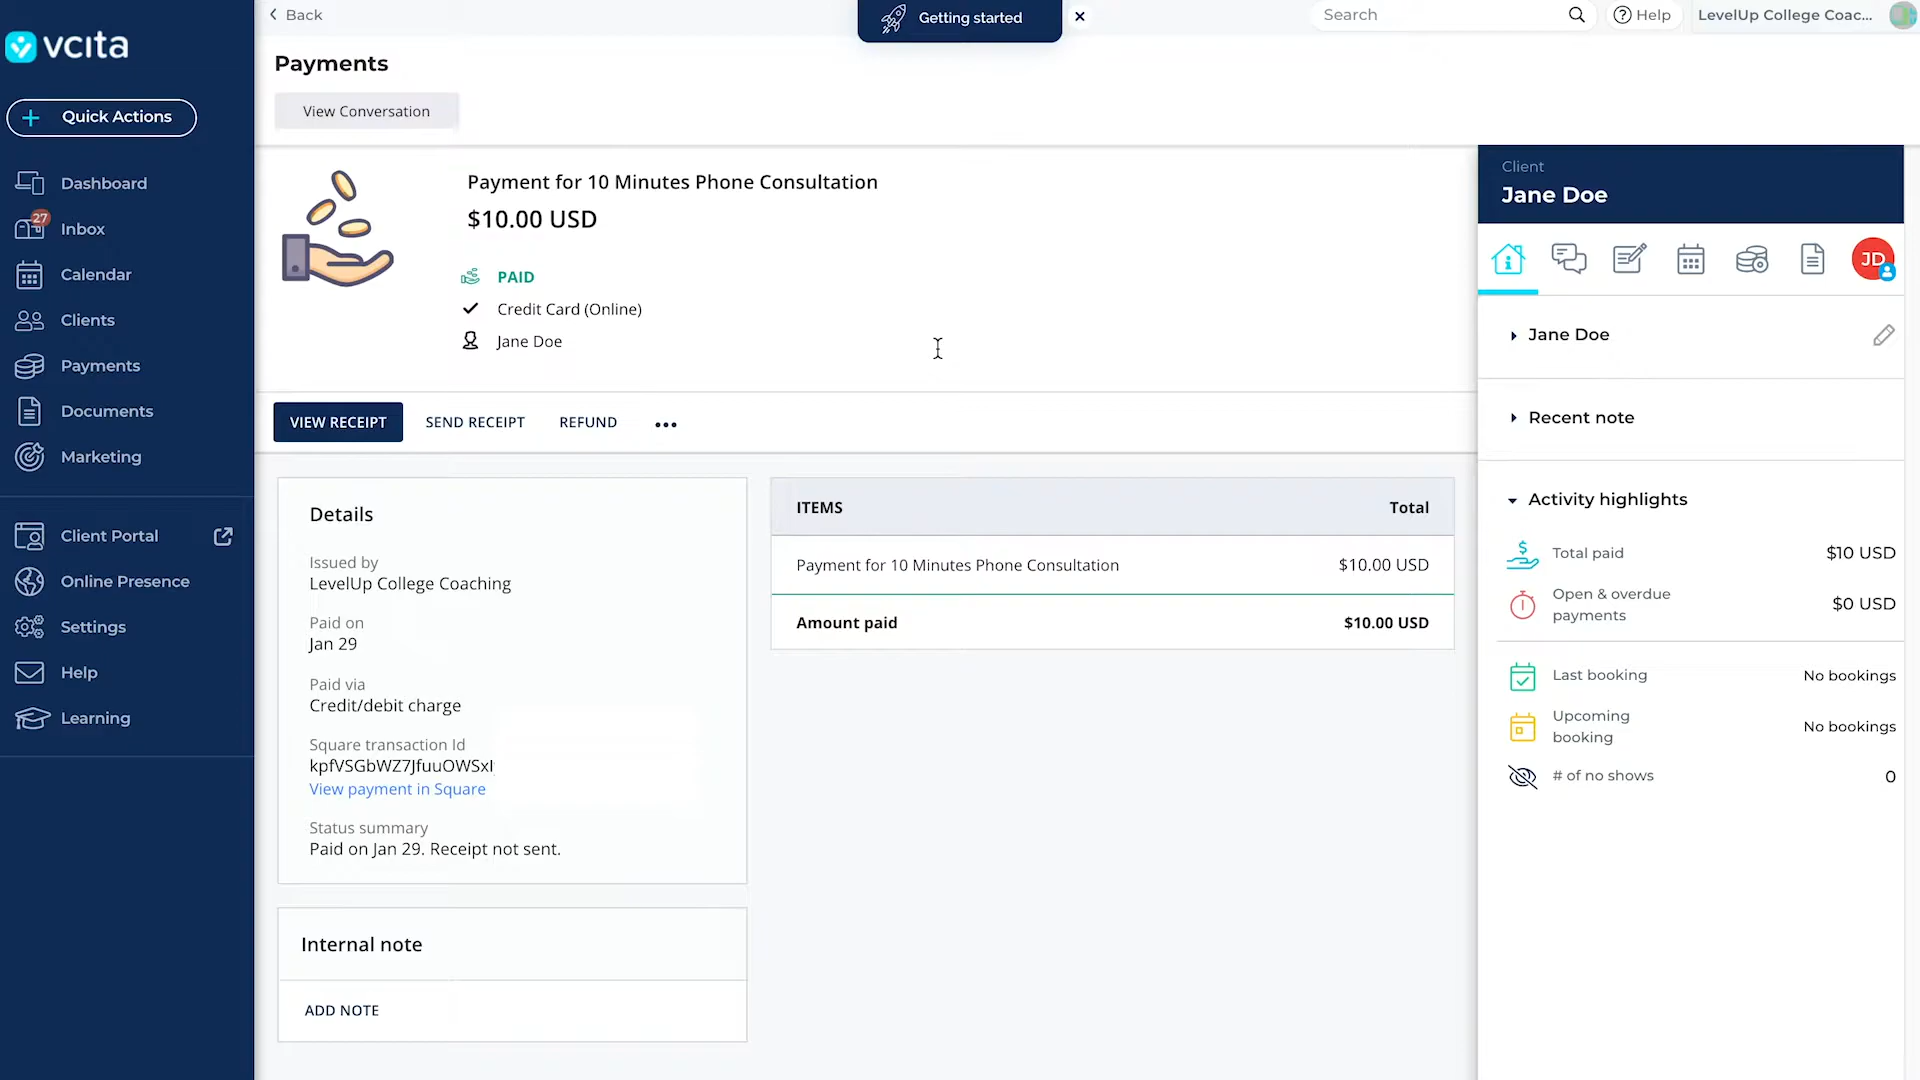 Back
Getting started
Search
Help
LevelUp College Coac...
vcita
Quick Actions
Dashboard
27
Inbox
Calendar
Clients
Payments
Documents
Marketing
Client Portal
Online Presence
Settings
Help
Learning
Payments
View Conversation
Payment for 10 Minutes Phone Consultation
$10.00 USD
PAID
Credit Card (Online)
Jane Doe
VIEW RECEIPT
SEND RECEIPT
REFUND
Details
Issued by
LevelUp College Coaching
Paid on
Jan 29
Paid via
Credit/debit charge
Square transaction Id
View payment in Square
Status summary
Paid on Jan 29. Receipt not sent.
Internal note
ADD NOTE
ITEMS Total
Payment for 10 Minutes Phone Consultation $10.00 USD
Amount paid $10.00 USD
Client
Jane Doe
JD
Jane Doe
Recent note
Activity highlights
Total paid $10 USD
Open & overdue
payments
$0 USD
Last booking No bookings
Upcoming
booking
No bookings
# of no shows 0